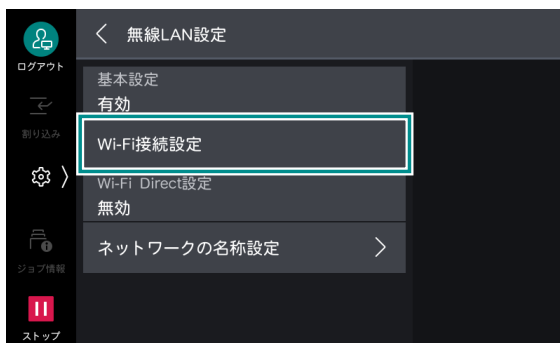 無線LAN設定
ログアウト
基本設定
有効
割り込み
Wi-Fi接続設定
Wi-Fi Direct設定
無効
ネットワークの名称設定
ジョブ情報
ストップ